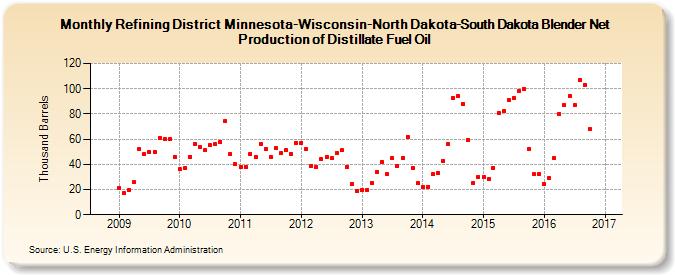 Monthly Refining District Minnesota-Wisconsin-North Dakota-South Dakota Blender Net
Production of Distillate Fuel Oil
Thousand Barrels
120
100
80
60
40
20
0
2009 2010 2011 2012 2013 2014 2015 2016 2017
Source: U.S. Energy Information Administration